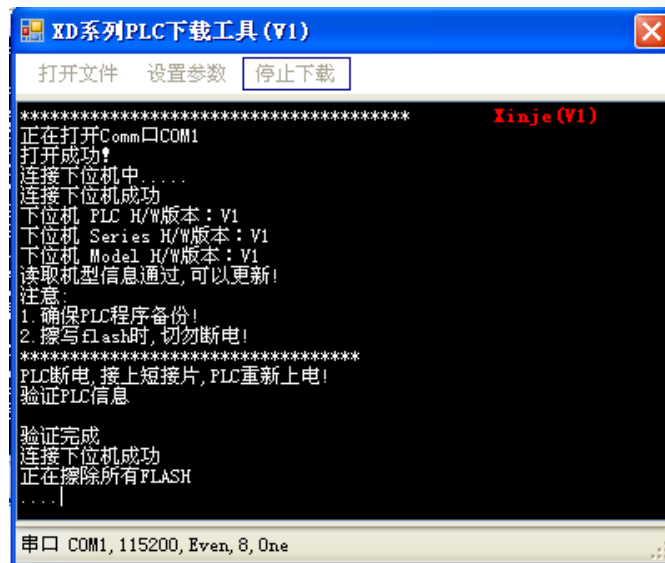 XD系列PLC下载工具(V1)
打开文件 设置参数 停止下载
*************************************** Xinje(V1)
正在打开Comm口COM1
打开成功!
连接下位机中.....
连接下位机成功
下位机 PLC H/W版本：V1
下位机 Series H/W版本：V1
下位机 Model H/W版本：V1
读取机型信息通过,可以更新!
注意:
1.确保PLC程序备份!
2.擦写flash时,切勿断电!
**********************************
PLC断电,接上短接片,PLC重新上电!
验证PLC信息
验证完成
连接下位机成功
正在擦除所有FLASH
....
串口 COM1,115200,Even,8,One